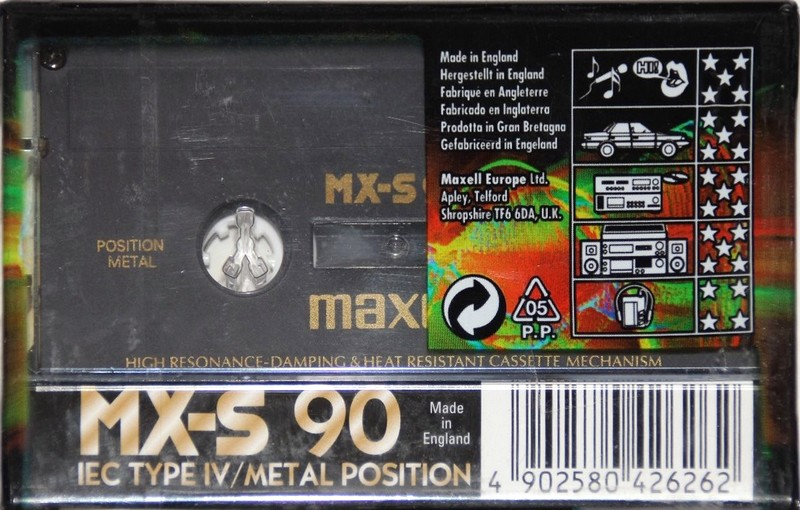 Made in England
Hergestellt in England
Fabriqué en Angleterre
Fabricado en Inglaterra
Prodotta in Gran Bretagna
Gefabriceerd in Engeland
Maxell Europe Ltd.
Apley, Telford
Shropshire TF6 6DA, U.K.
05
P.P.
MX-S
POSITION
METAL
max
HIGH RESONANCE-DAMPING & HEAT RESISTANT CASSETTE MECHANISM
MX-S 90
Made
in
England
IEC TYPE IV/METAL POSITION
4 902580 426262